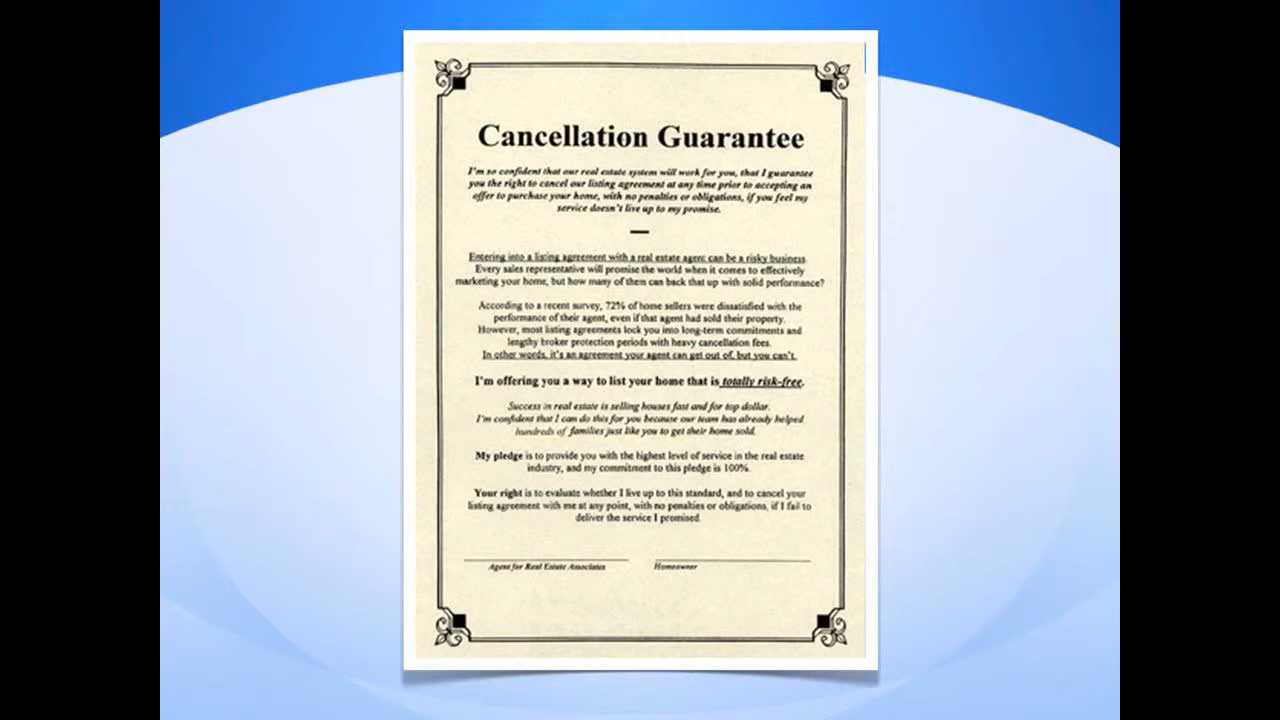 Cancellation Guarantee
I'm so confident that our real estate system will work for you, that I guarantee
you the right to cancel our listing agreement at any time prior to accepting an
offer to purchase your home, with no penalties or obligations, if you feel my
service doesn't live up to my promise.
Entering into a listing agreement with a real estate agent can be a risky business.
Every sales representative will promise the world when it comes to effectively
marketing your home, but how many of them can back that up with solid performance?
According to a recent survey, 72% of home sellers were dissatisfied with the
performance of their agent, even if that agent had sold their property.
However, most listing agreements lock you into long-term commitments and
lengthy broker protection periods with heavy cancellation fees.
In other words, it's an agreement your agent can get out of, but you can't.
I'm offering you a way to list your home that is totally risk-free.
Success in real estate is selling houses fast and for top dollar.
I'm confident that I can do this for you because our team has already helped
hundreds of families just like you to get their home sold.
My pledge is to provide you with the highest level of service in the real estate
industry, and my commitment to this pledge is 100%.
Your right is to evaluate whether I live up to this standard, and to cancel your
listing agreement with me at any point, with no penalties or obligations, if I fail to
deliver the service I promised.
Agent for Real Estate Associates
Homeowner